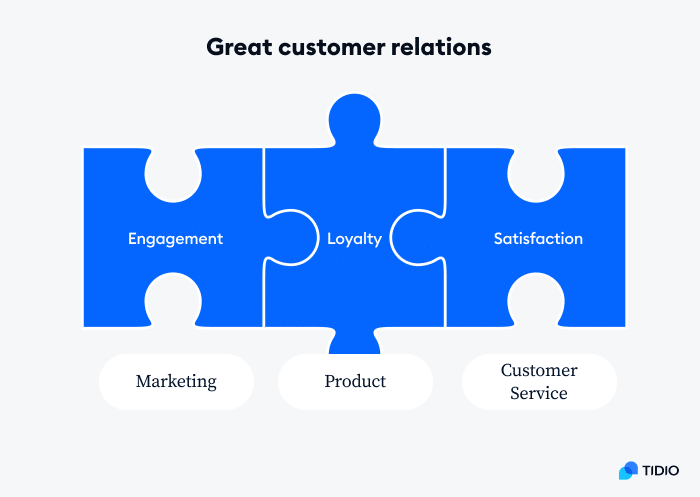 Great customer relations
Engagement
Loyalty
Satisfaction
Marketing
Product
Customer
Service
TIDIO